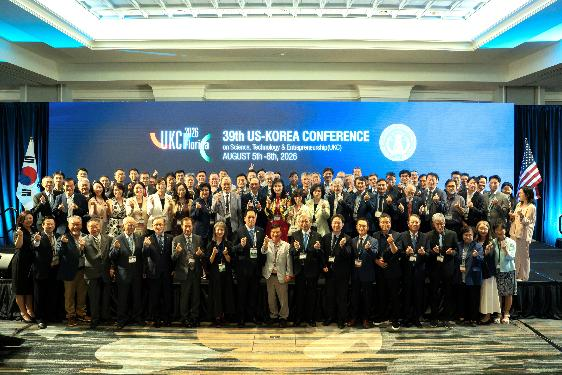 UKC 2026 Florida
39th US-KOREA CONFERENCE
on Science, Technology & Entrepreneurship(UKC)
AUGUST 5th -8th, 2026